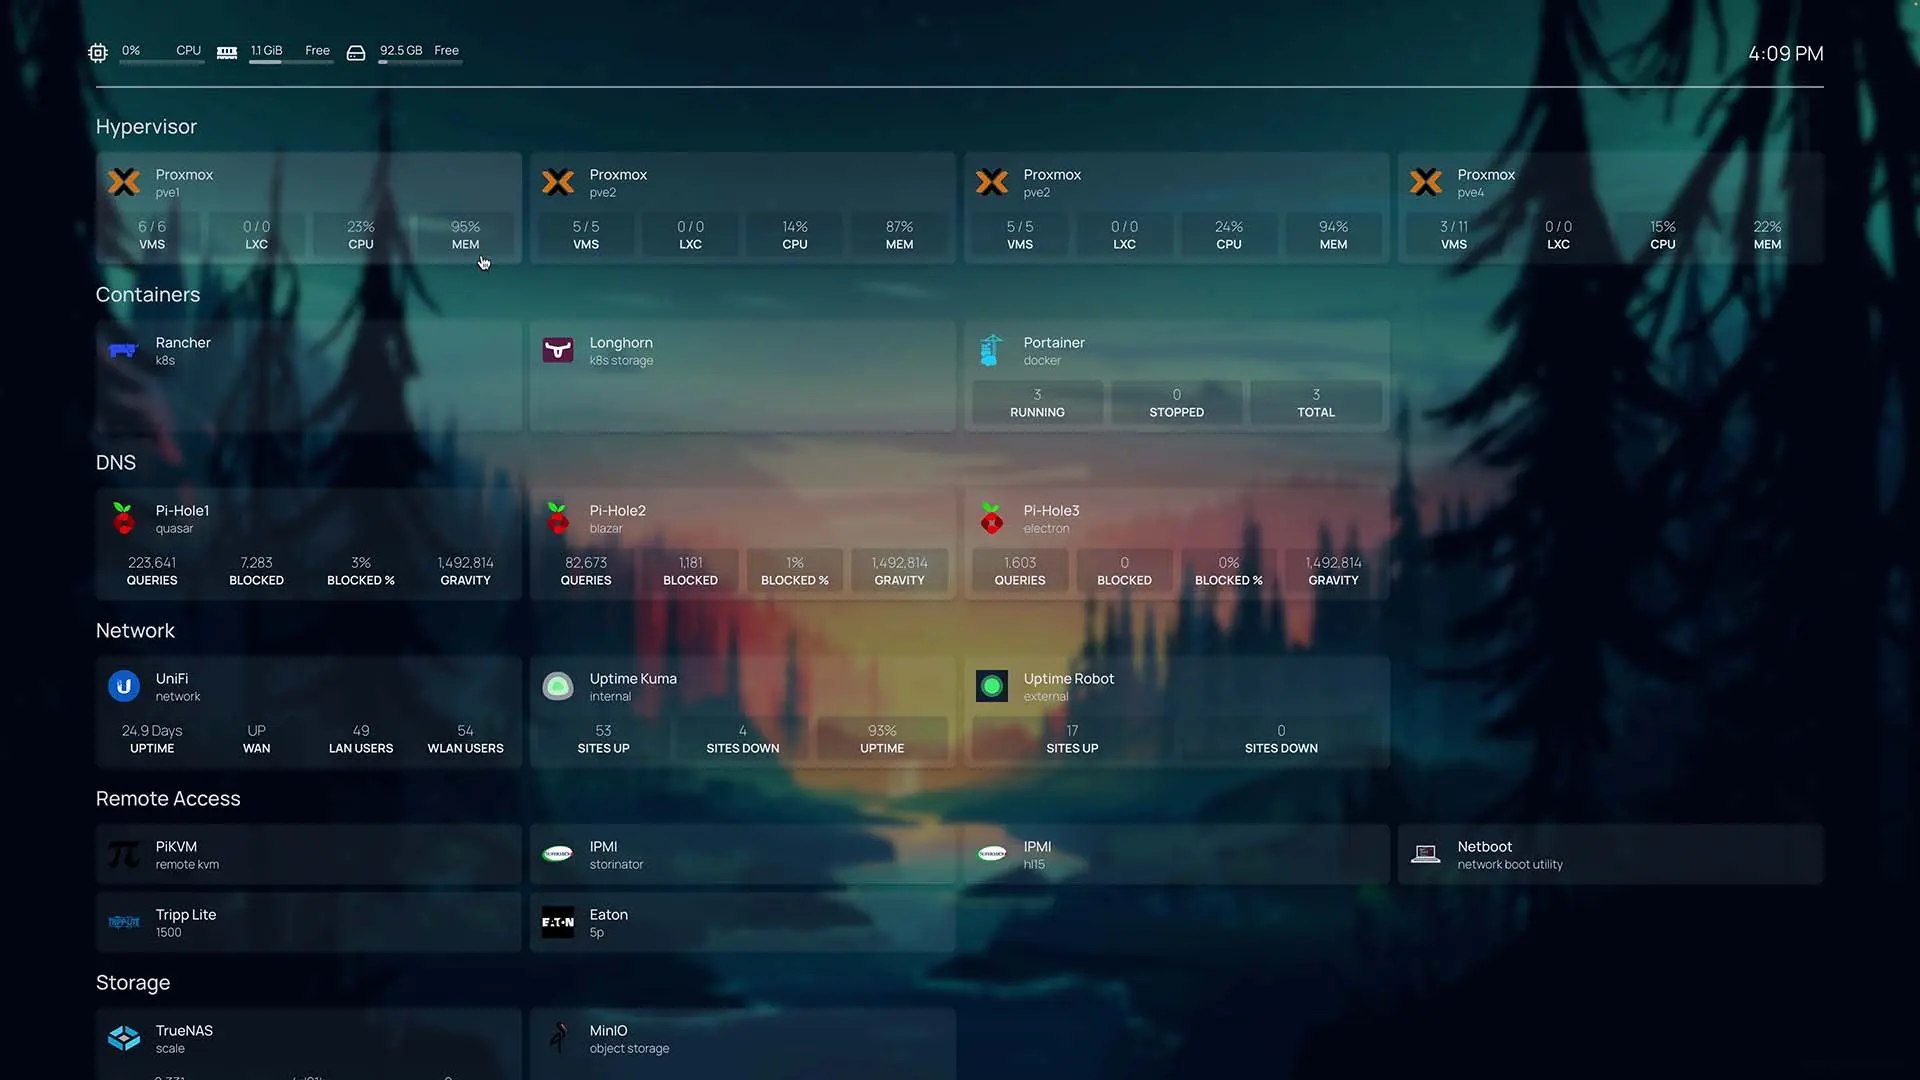 0% CPU 1.1 GiB Free 92.5 GB Free 4:09 PM
Hypervisor
Proxmox
pve1
6 / 6 0 / 0 23% 95%
VMS LXC CPU MEM
Proxmox
pve2
5 / 5 0 / 0 14% 87%
VMS LXC CPU MEM
Proxmox
pve2
5 / 5 0 / 0 24% 94%
VMS LXC CPU MEM
Proxmox
pve4
3 / 11 0 / 0 15% 22%
VMS LXC CPU MEM
Containers
Rancher
k8s
Longhorn
k8s storage
Portainer
docker
3 0 3
RUNNING STOPPED TOTAL
DNS
Pi-Hole1
quasar
223,641 7,283 3% 1,492,814
QUERIES BLOCKED BLOCKED % GRAVITY
Pi-Hole2
blazar
82,673 1,181 1% 1,492,814
QUERIES BLOCKED BLOCKED % GRAVITY
Pi-Hole3
electron
1,603 0 0% 1,492,814
QUERIES BLOCKED BLOCKED % GRAVITY
Network
UniFi
network
24.9 Days UP 49 54
UPTIME WAN LAN USERS WLAN USERS
Uptime Kuma
internal
53 4 93%
SITES UP SITES DOWN UPTIME
Uptime Robot
external
17 0
SITES UP SITES DOWN
Remote Access
PiKVM
remote kvm
IPMI
storinator
IPMI
hl15
Netboot
network boot utility
TRIPP-LITE
Tripp Lite
1500
EATON
Eaton
5p
Storage
TrueNAS
scale
MinIO
object storage